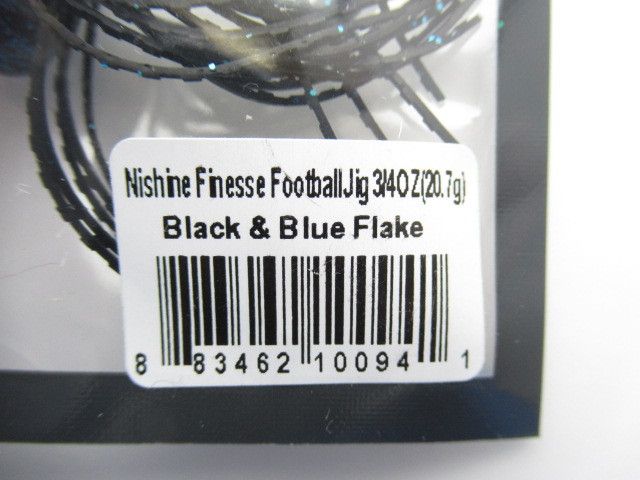 Nishine Finesse Football Jig 3/4OZ(20.7g)
Black & Blue Flake
8 83462 10094 1